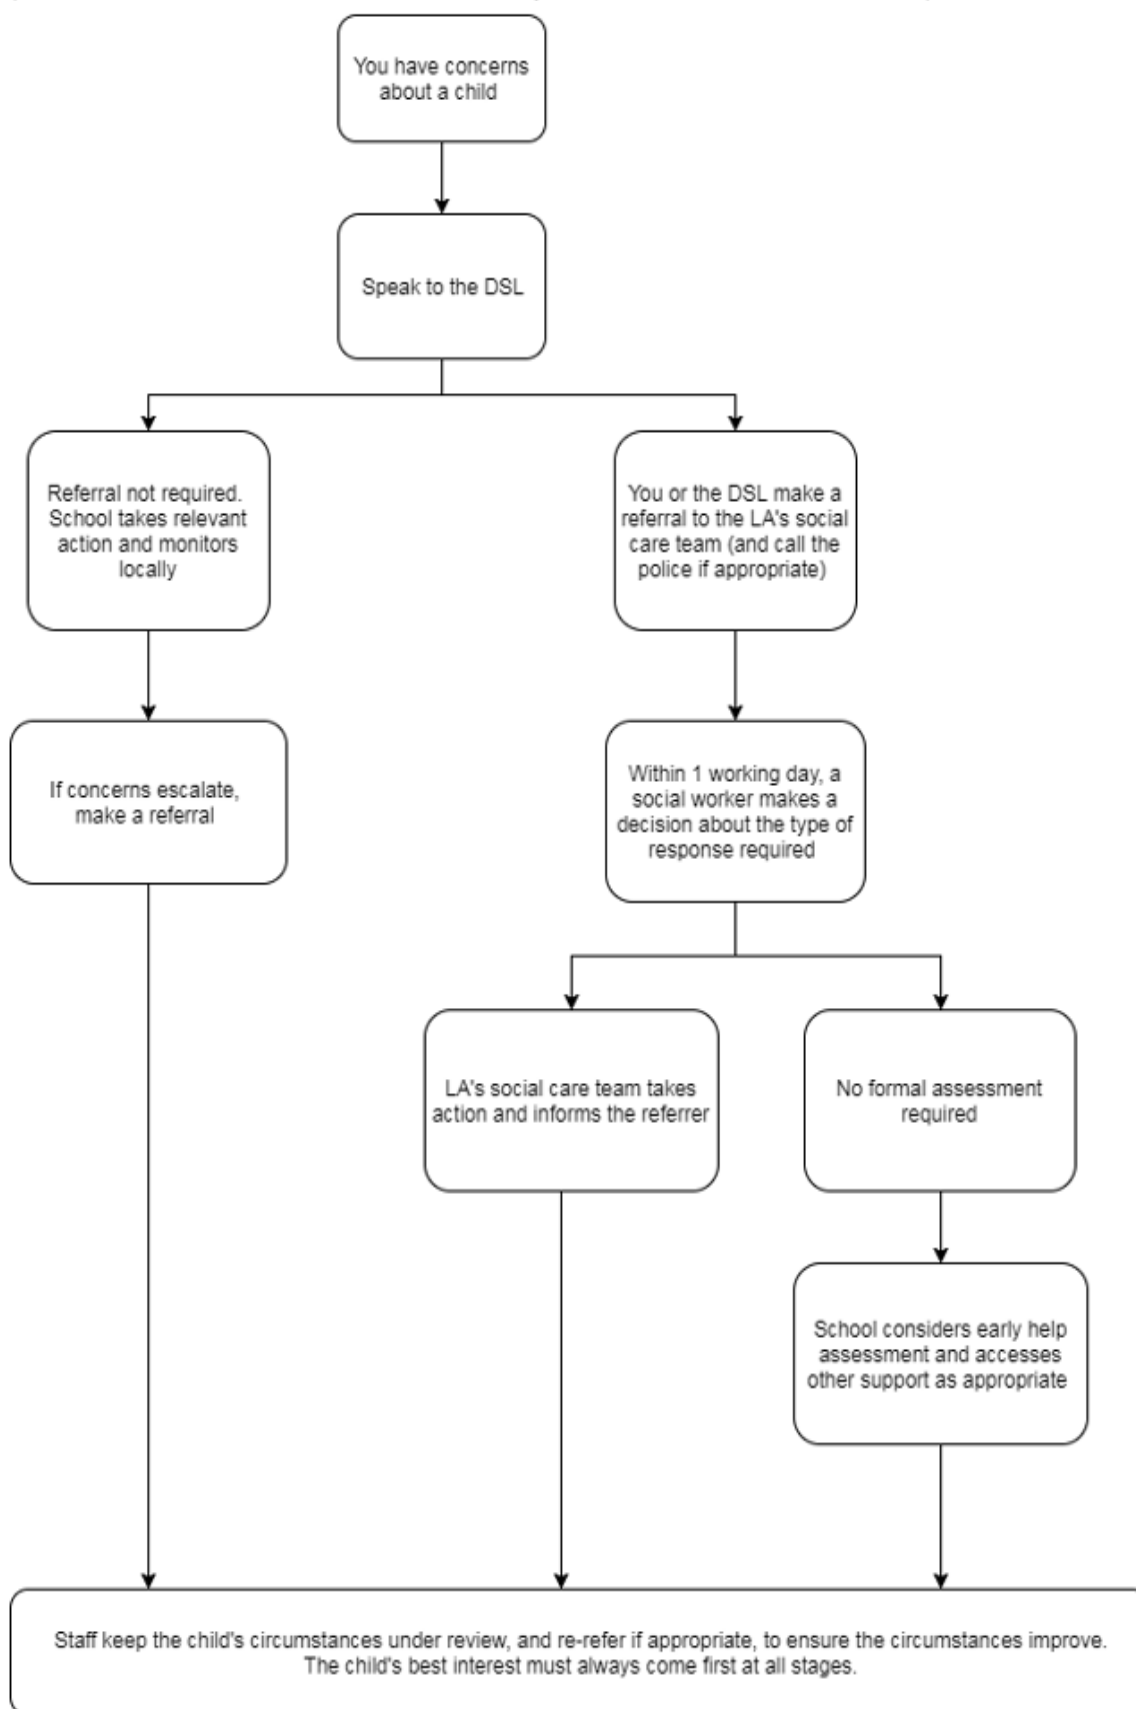 You have concerns
about a child
Speak to the DSL
Referral not required.
School takes relevant
action and monitors
locally
You or the DSL make a
referral to the LA's social
care team (and call the
police if appropriate)
If concerns escalate,
make a referral
Within 1 working day, a
social worker makes a
decision about the type of
response required
LA's social care team takes
action and informs the referrer
No formal assessment
required
School considers early help
assessment and accesses
other support as appropriate
Staff keep the child's circumstances under review, and re-refer if appropriate, to ensure the circumstances improve.
The child's best interest must always come first at all stages.